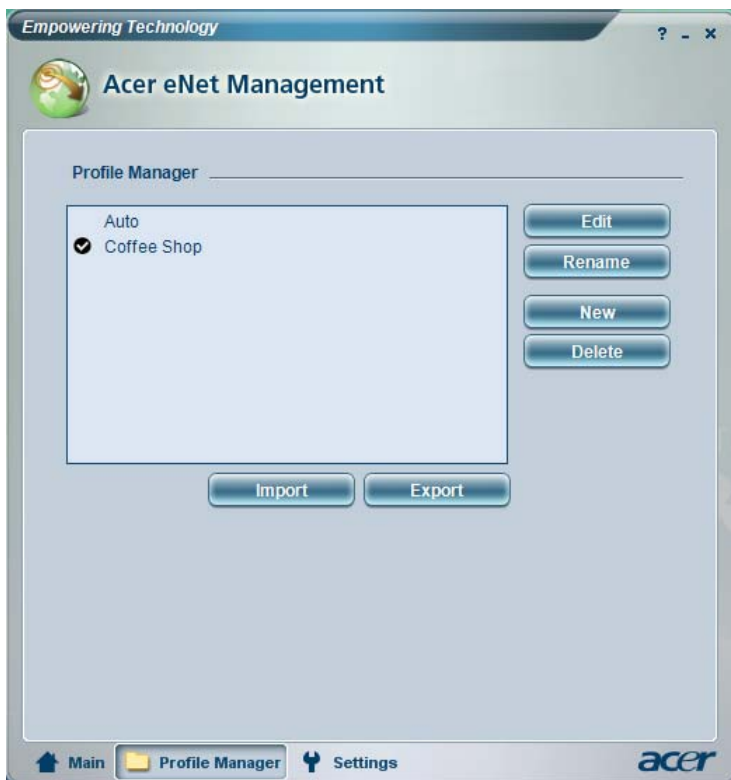 Empowering Technology
? - ×
Acer eNet Management
Profile Manager
Auto
Coffee Shop
Edit
Rename
New
Delete
Import
Export
Main
Profile Manager
Settings
acer